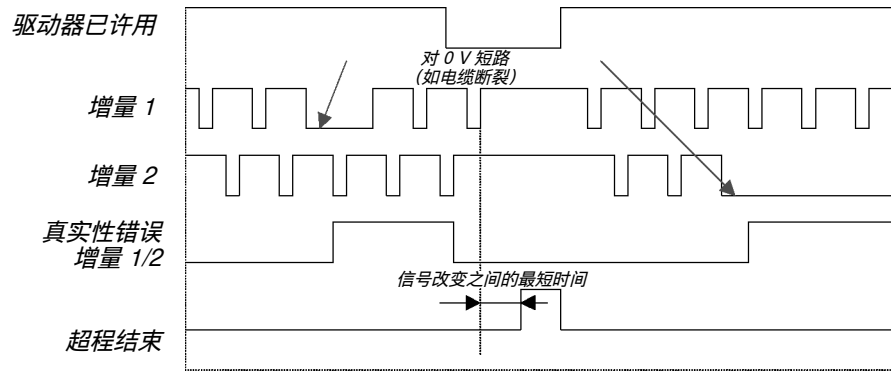 驱动器已许用
对 0 V 短路
（如电缆断裂）
增量 1
增量 2
真实性错误
增量 1/2
信号改变之间的最短时间
超程结束